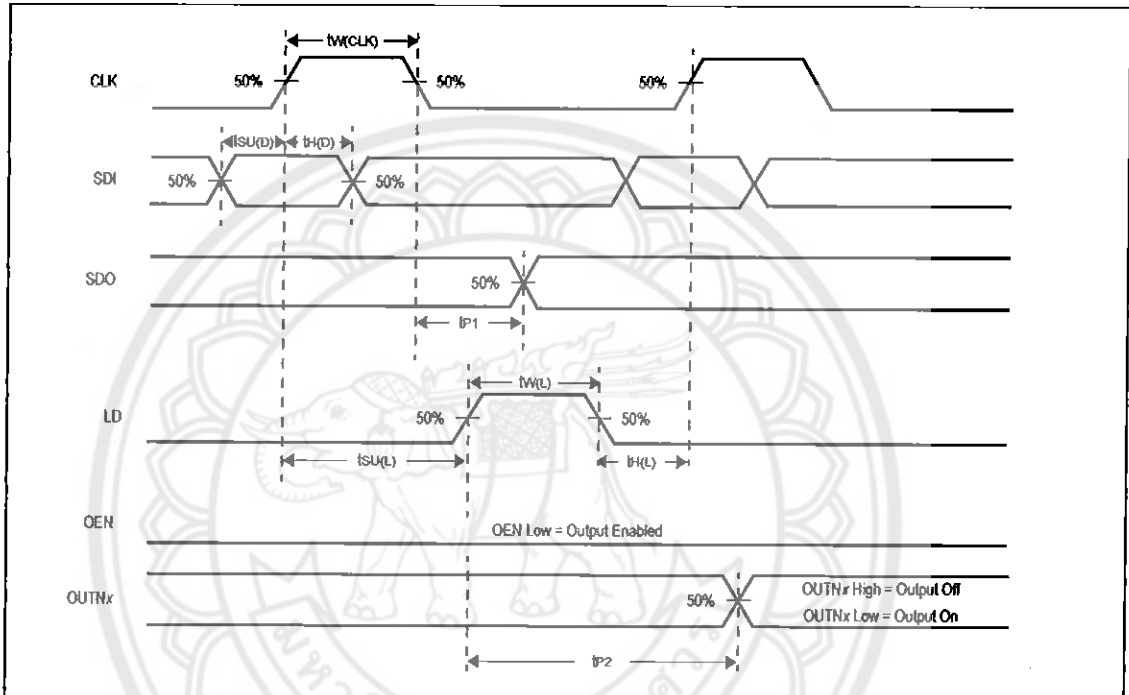 tW(CLK)
CLK
50%
50%
50%
tSU(D)
tH(D)
SDI
50%
50%
SDO
50%
tP1
tW(L)
LD
50%
50%
tSU(L)
tH(L)
OEN
OEN Low = Output Enabled
OUTNx
50%
OUTNx High = Output Off
OUTNx Low = Output On
tP2